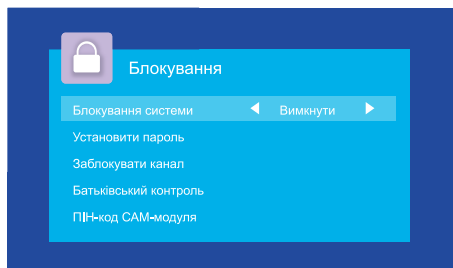 Блокування
Блокування системи Вимкнути
Установити пароль
Заблокувати канал
Батьківський контроль
ПІН-код CAM-модуля